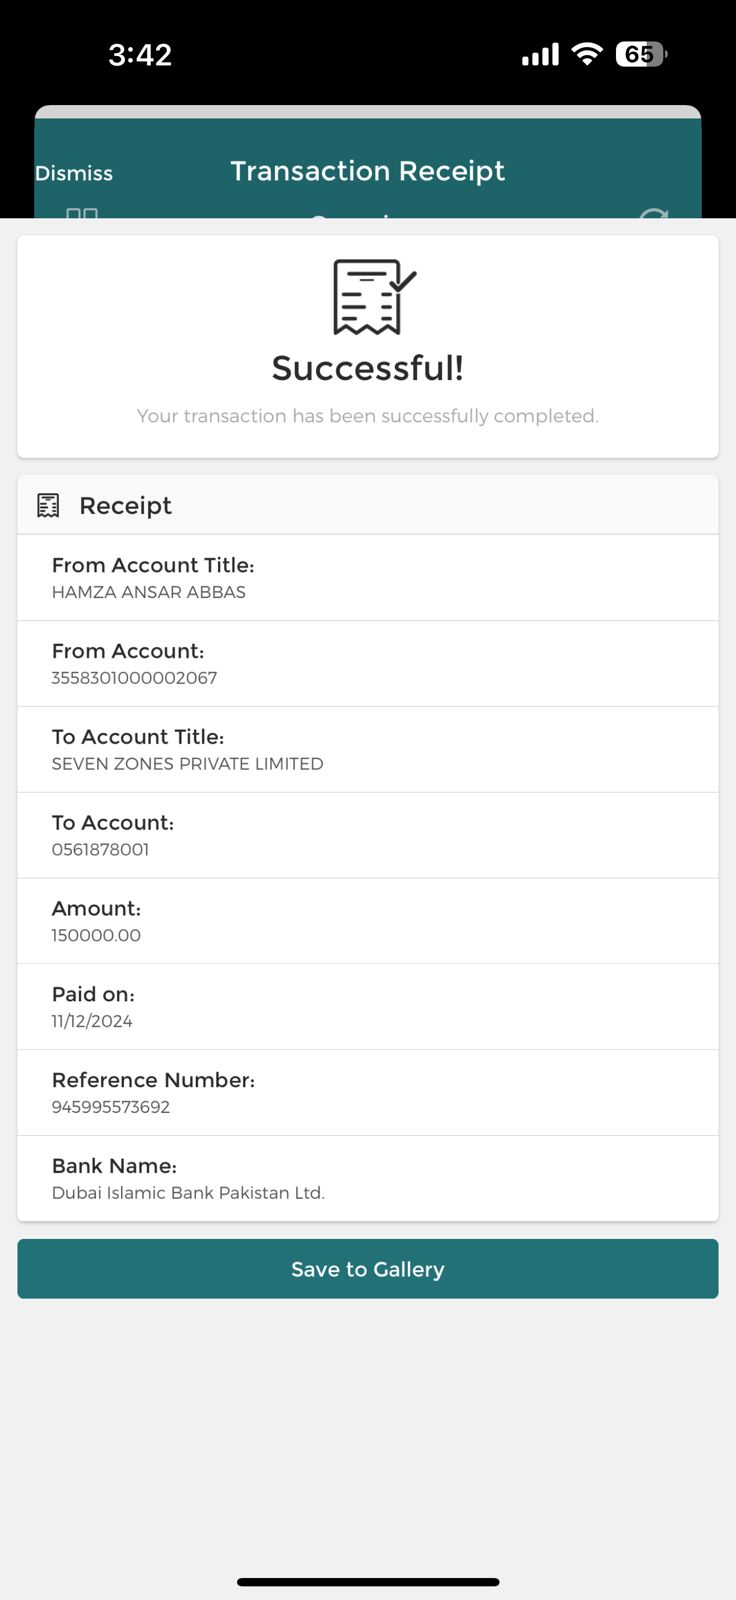 3:42
65
Dismiss
Transaction Receipt
Successful!
Your transaction has been successfully completed.
Receipt
From Account Title:
HAMZA ANSAR ABBAS
From Account:
3558301000002067
To Account Title:
SEVEN ZONES PRIVATE LIMITED
To Account:
0561878001
Amount:
150000.00
Paid on:
11/12/2024
Reference Number:
945995573692
Bank Name:
Dubai Islamic Bank Pakistan Ltd.
Save to Gallery